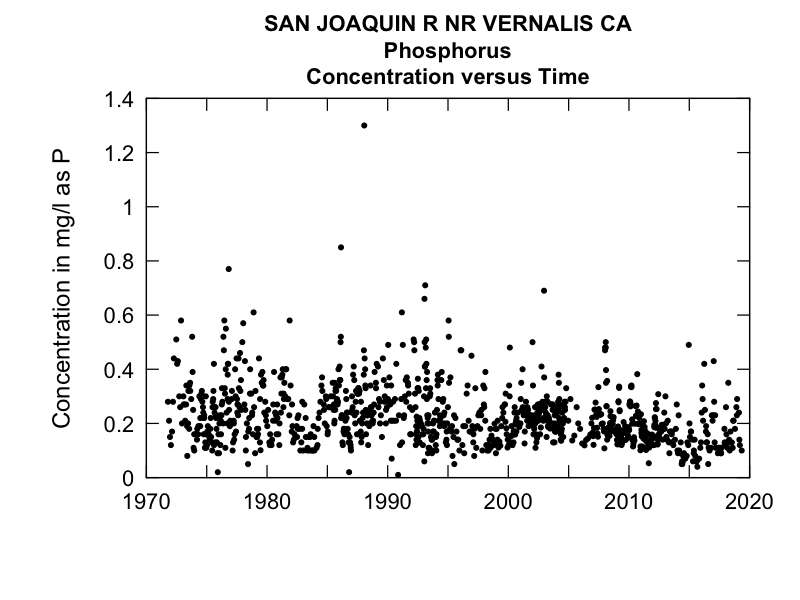 SAN JOAQUIN R NR VERNALIS CA
Phosphorus
Concentration versus Time
Concentration in mg/l as P
1.4
1.2
1
0.8
0.6
0.4
0.2
0
1970 1980 1990 2000 2010 2020